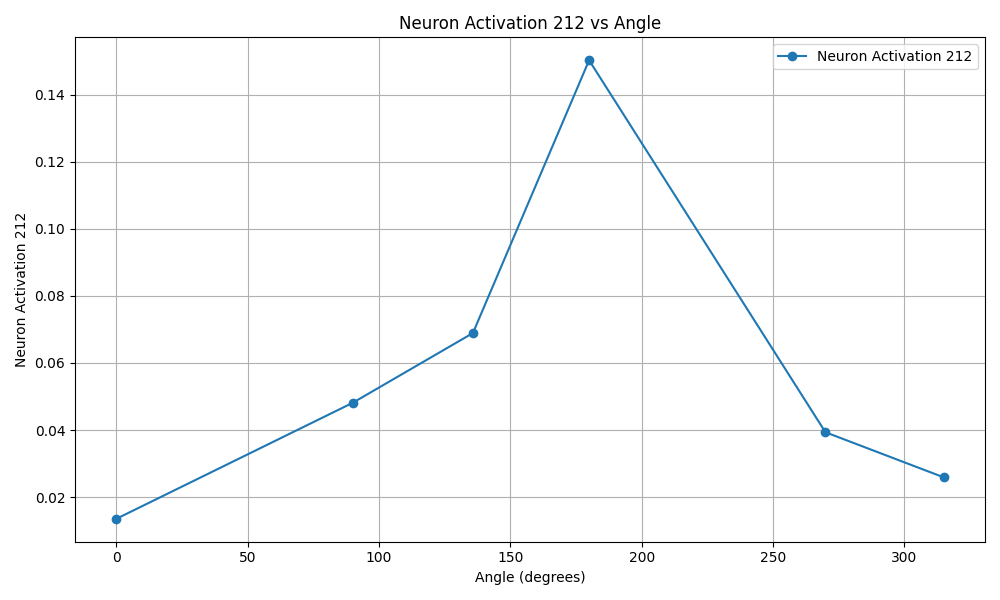 Neuron Activation 212 vs Angle
Neuron Activation 212
0.14
0.12
0.10
0.08
0.06
0.04
0.02
Neuron Activation 212
0 50 100 150 200 250 300
Angle (degrees)